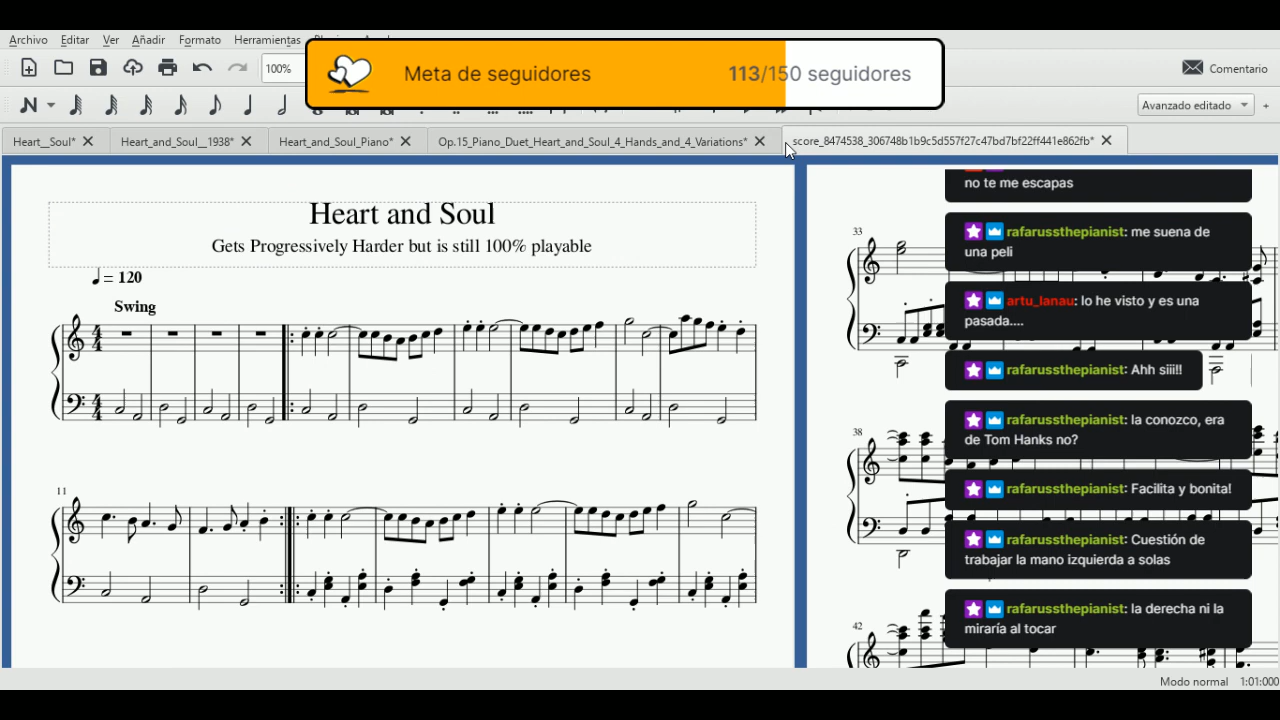 Archivo Editar Ver Añadir Formato Herramientas
Meta de seguidores 113/150 seguidores
100%
Comentario
Avanzado editado
Heart__Soul* Heart_and_Soul__1938* Heart_and_Soul_Piano* Op.15_Piano_Duet_Heart_and_Soul_4_Hands_and_4_Variations* score_8474538_306748b1b9c5d557f27c47bd7bf22ff441e862fb*
Heart and Soul
Gets Progressively Harder but is still 100% playable
= 120
Swing
11
33
38
42
no te me escapas
rafarussthepianist: me suena de
una peli
artu_lanau: lo he visto y es una
pasada....
rafarussthepianist: Ahh siii!!
rafarussthepianist: la conozco, era
de Tom Hanks no?
rafarussthepianist: Facilita y bonita!
rafarussthepianist: Cuestión de
trabajar la mano izquierda a solas
rafarussthepianist: la derecha ni la
miraría al tocar
Modo normal 1:01:000